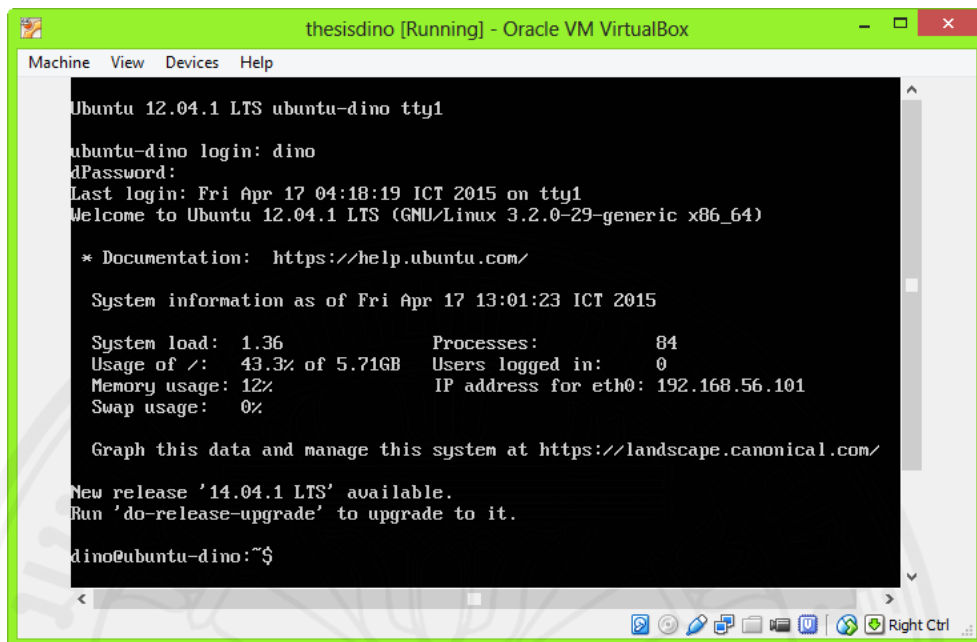 thesisdino [Running] - Oracle VM VirtualBox
Machine View Devices Help
Ubuntu 12.04.1 LTS ubuntu-dino tty1
ubuntu-dino login: dino
dPassword:
Last login: Fri Apr 17 04:18:19 ICT 2015 on tty1
Welcome to Ubuntu 12.04.1 LTS (GNU/Linux 3.2.0-29-generic x86_64)
* Documentation: https://help.ubuntu.com/
System information as of Fri Apr 17 13:01:23 ICT 2015
System load: 1.36 Processes: 84
Usage of /: 43.3% of 5.71GB Users logged in: 0
Memory usage: 12% IP address for eth0: 192.168.56.101
Swap usage: 0%
Graph this data and manage this system at https://landscape.canonical.com/
New release '14.04.1 LTS' available.
Run 'do-release-upgrade' to upgrade to it.
dino@ubuntu-dino:~$
Right Ctrl